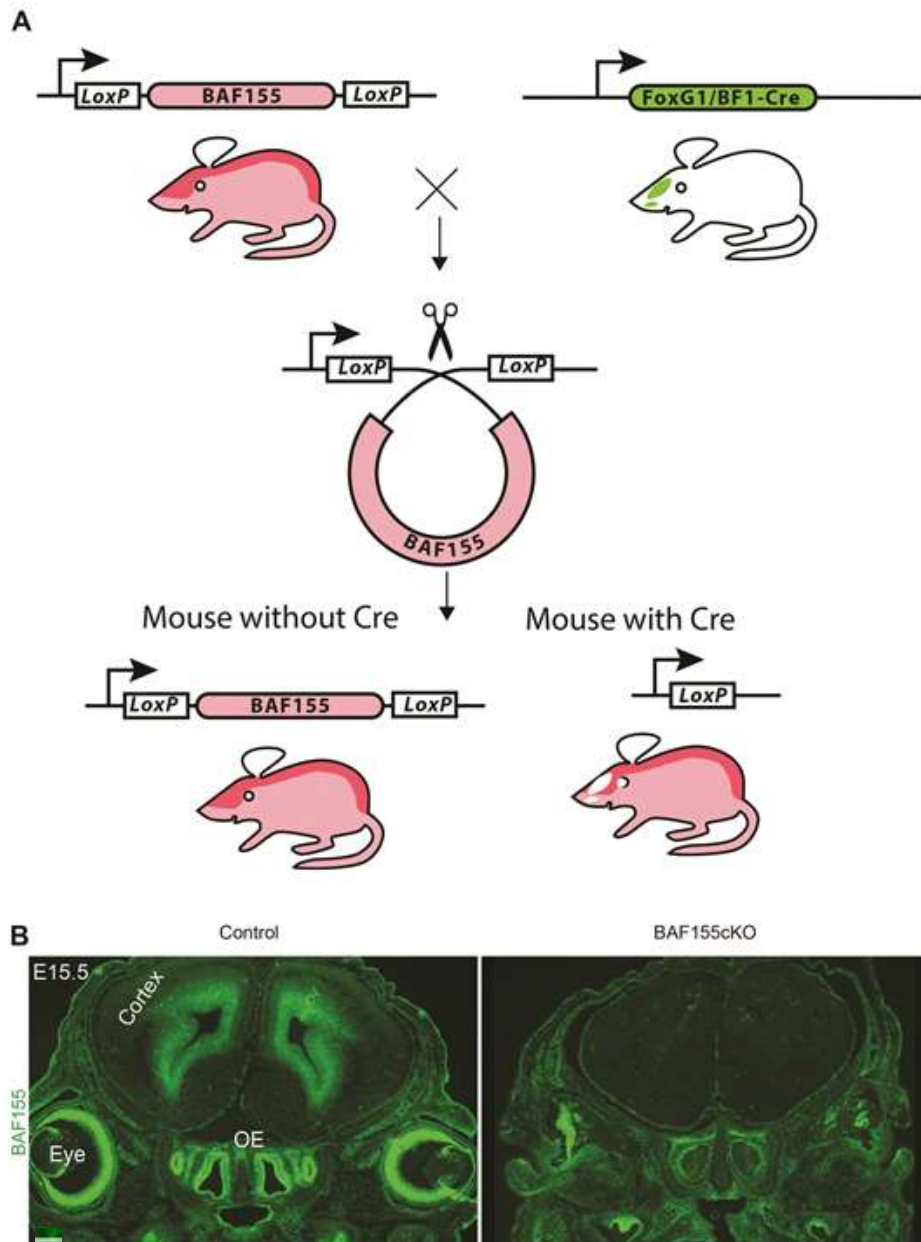 A
LoxP BAF155 LoxP
FoxG1/BF1-Cre
LoxP LoxP
BAF155
Mouse without Cre
Mouse with Cre
LoxP BAF155 LoxP
LoxP
B
Control
BAF155cKO
E15.5
Cortex
BAF155
Eye
OE